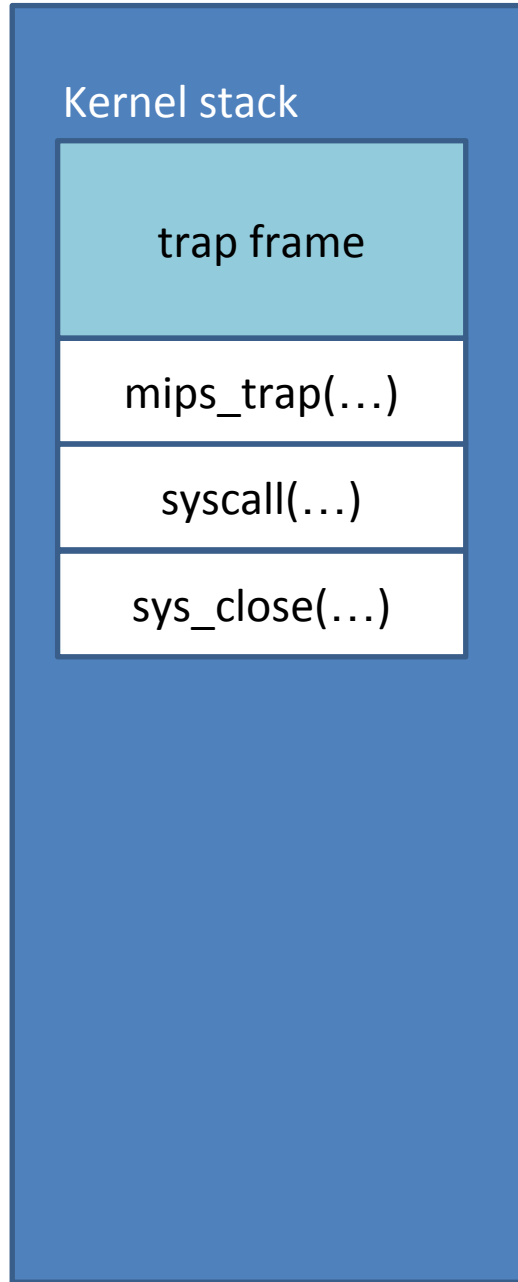 Kernel stack
trap frame
mips_trap(…)
syscall(…)
sys_close(…)